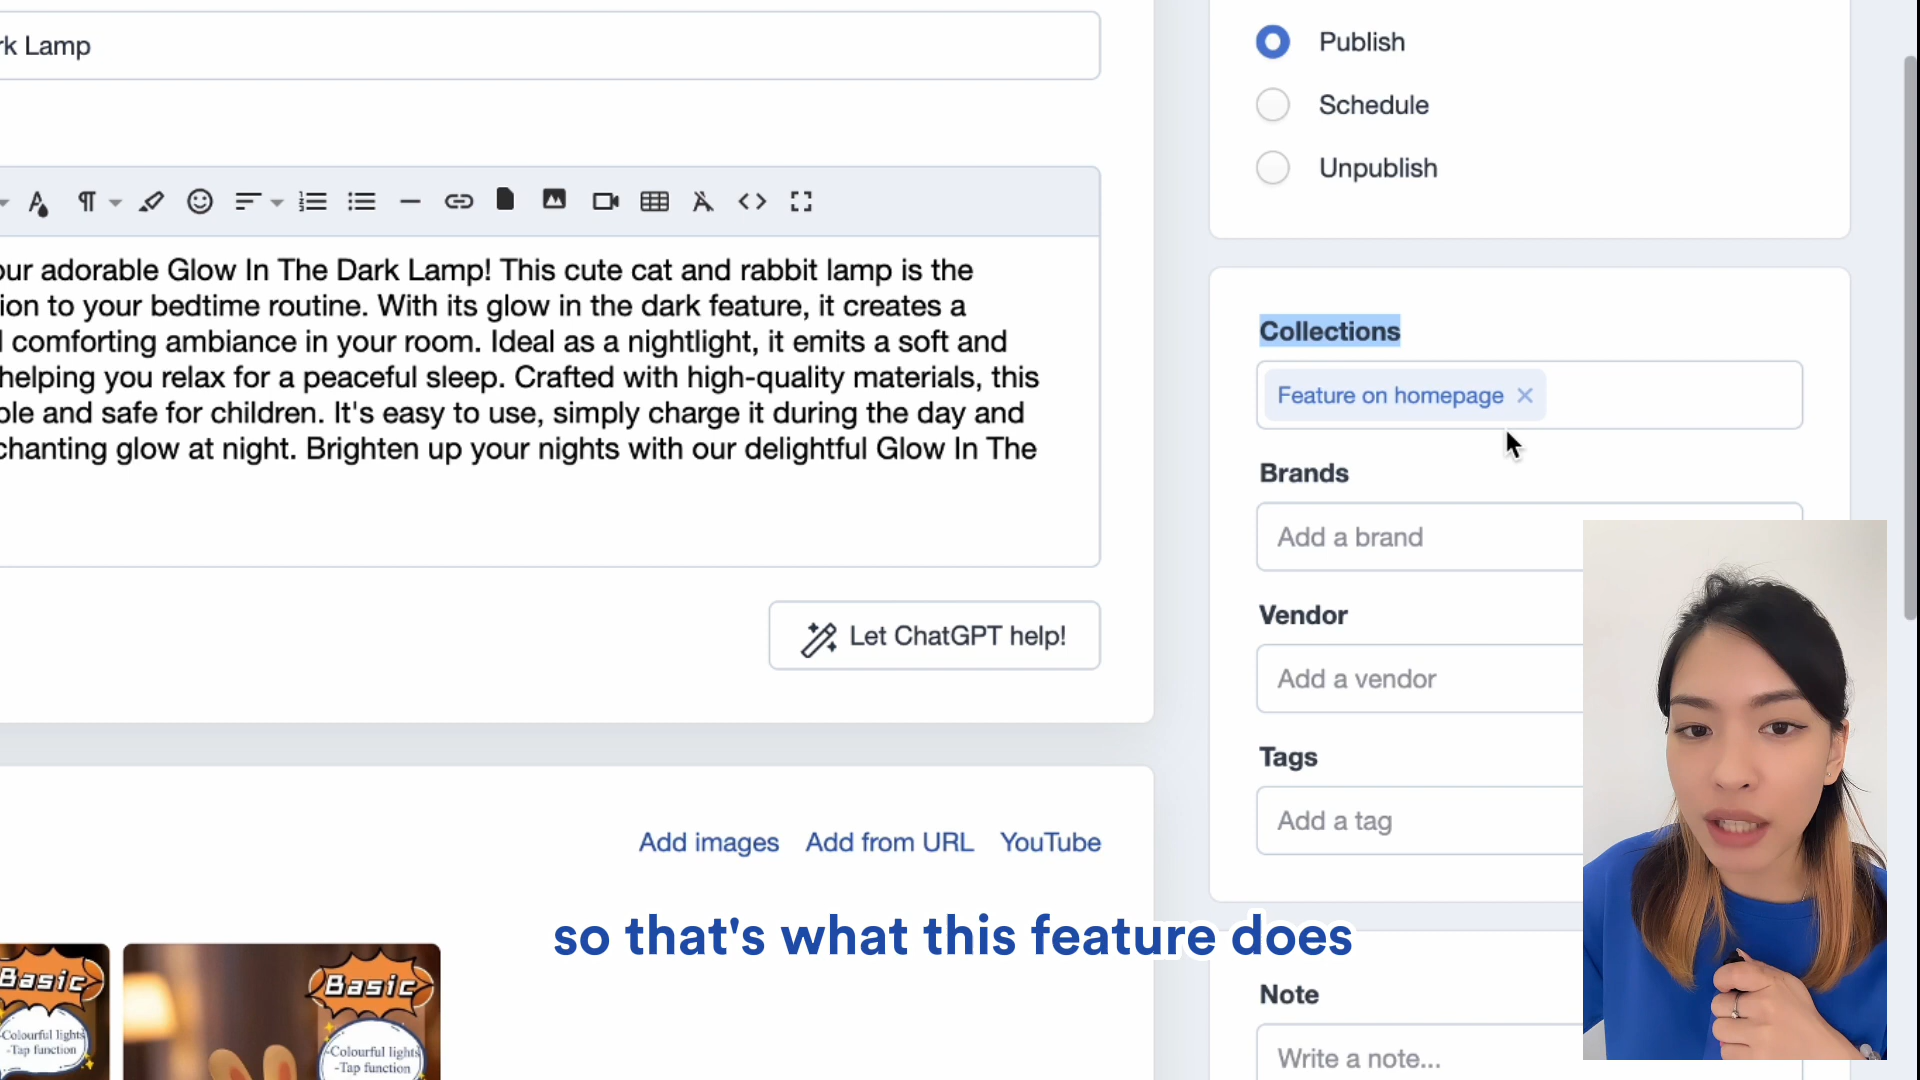 rk Lamp
our adorable Glow In The Dark Lamp! This cute cat and rabbit lamp is the
ion to your bedtime routine. With its glow in the dark feature, it creates a
l comforting ambiance in your room. Ideal as a nightlight, it emits a soft and
helping you relax for a peaceful sleep. Crafted with high-quality materials, this
ble and safe for children. It's easy to use, simply charge it during the day and
chanting glow at night. Brighten up your nights with our delightful Glow In The
Let ChatGPT help!
Add images Add from URL YouTube
Basic
-Colourful lights
-Tap function
Basic
-Colourful lights
-Tap function
Publish
Schedule
Unpublish
Collections
Feature on homepage
Brands
Add a brand
Vendor
Add a vendor
Tags
Add a tag
Note
Write a note...
so that's what this feature does